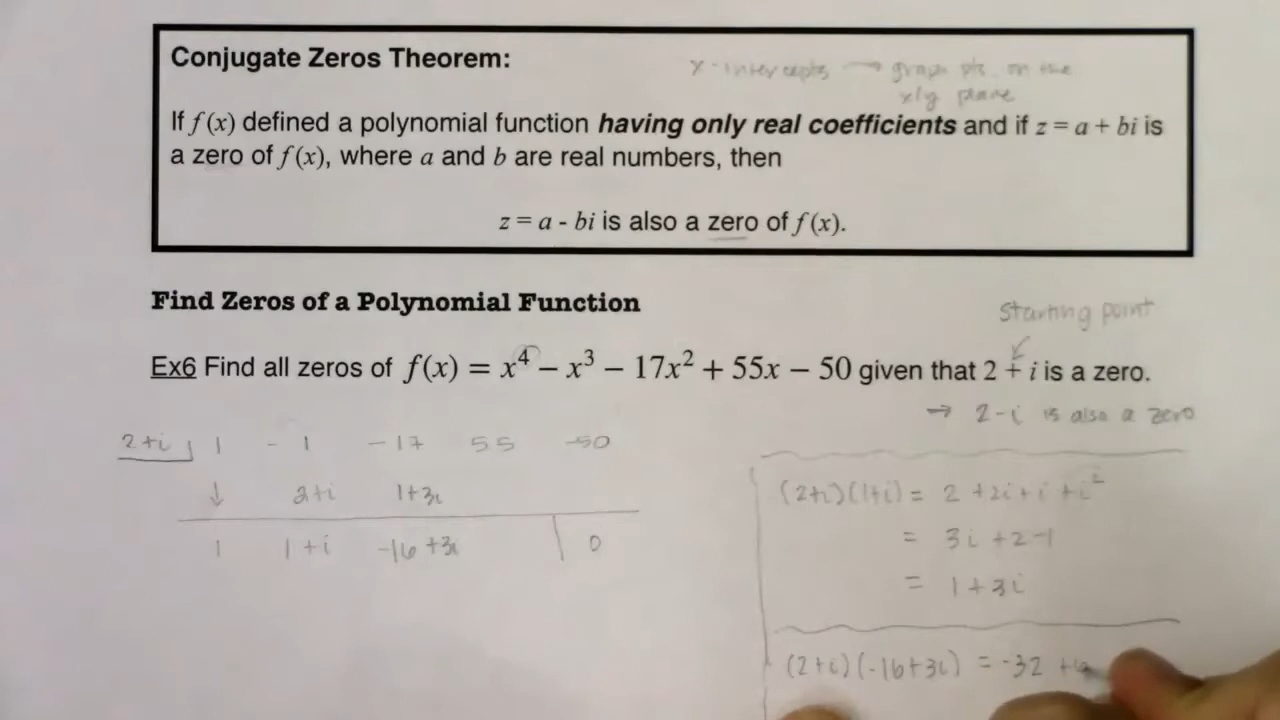 Conjugate Zeros Theorem:
x-intercepts → graph pts. on the
x/y plane
If f(x) defined a polynomial function having only real coefficients and if z = a + bi is
a zero of f(x), where a and b are real numbers, then
z = a - bi is also a zero of f(x).
Find Zeros of a Polynomial Function
starting point
Ex6 Find all zeros of f(x) = x⁴ − x³ − 17x² + 55x − 50 given that 2 + i is a zero.
→ 2-i is also a zero
2+i 1 -1 -17 55 -50
↓ 2+i 1+3i
1 1+i -16+3i 0
(2+i)(1+i) = 2 +2i+i +i²
= 3i +2-1
= 1+3i
(2+i)(-16+3i) = -32 +6